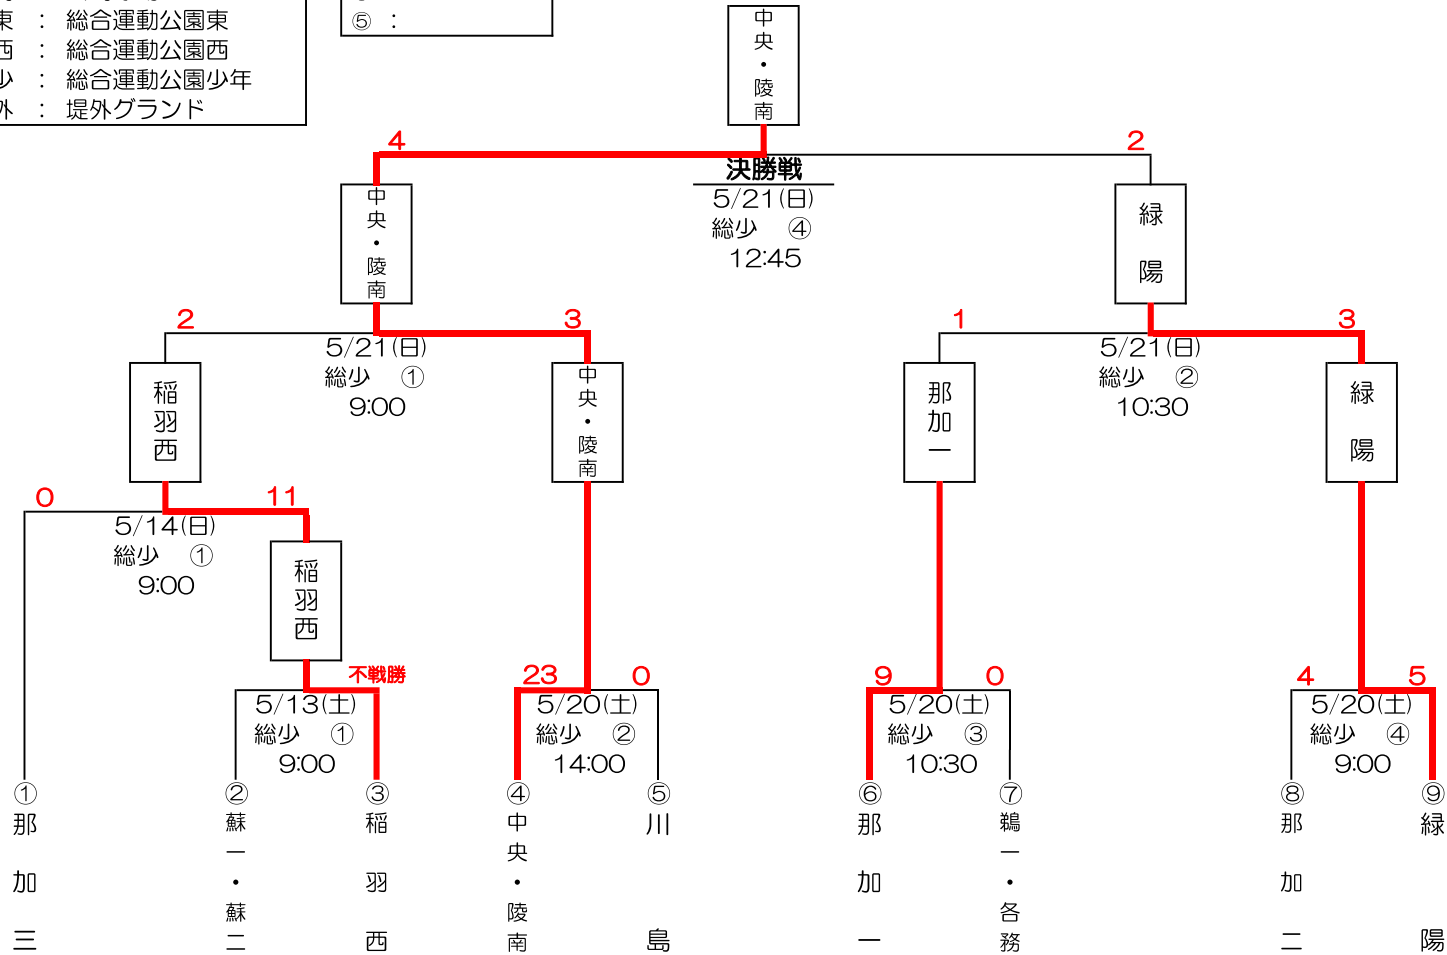 東 : 総合運動公園東
西 : 総合運動公園西
少 : 総合運動公園少年
外 : 堤外グランド
⑤ :
中央・陵南
4
2
決勝戦
5/21(日)
総少 ④
12:45
中央・陵南
緑陽
2
3
5/21(日)
総少 ①
9:00
1
3
5/21(日)
総少 ②
10:30
稲羽西
中央・陵南
那加一
緑陽
0
11
5/14(日)
総少 ①
9:00
稲羽西
不戦勝
5/13(土)
総少 ①
9:00
23
0
5/20(土)
総少 ②
14:00
9
0
5/20(土)
総少 ③
10:30
4
5
5/20(土)
総少 ④
9:00
① 那加三
② 蘇一・蘇二
③ 稲羽西
④ 中央・陵南
⑤ 川島
⑥ 那加一
⑦ 鵜一・各務
⑧ 那加二
⑨ 緑陽